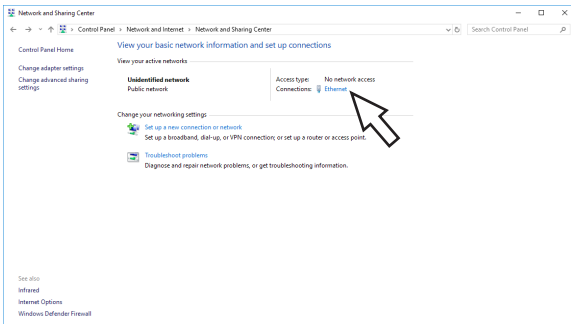 Network and Sharing Center
Control Panel > Network and Internet > Network and Sharing Center
Search Control Panel
Control Panel Home
Change adapter settings
Change advanced sharing
settings
View your basic network information and set up connections
View your active networks
Unidentified network
Public network
Access type: No network access
Connections: Ethernet
Change your networking settings
Set up a new connection or network
Set up a broadband, dial-up, or VPN connection; or set up a router or access point.
Troubleshoot problems
Diagnose and repair network problems, or get troubleshooting information.
See also
Infrared
Internet Options
Windows Defender Firewall